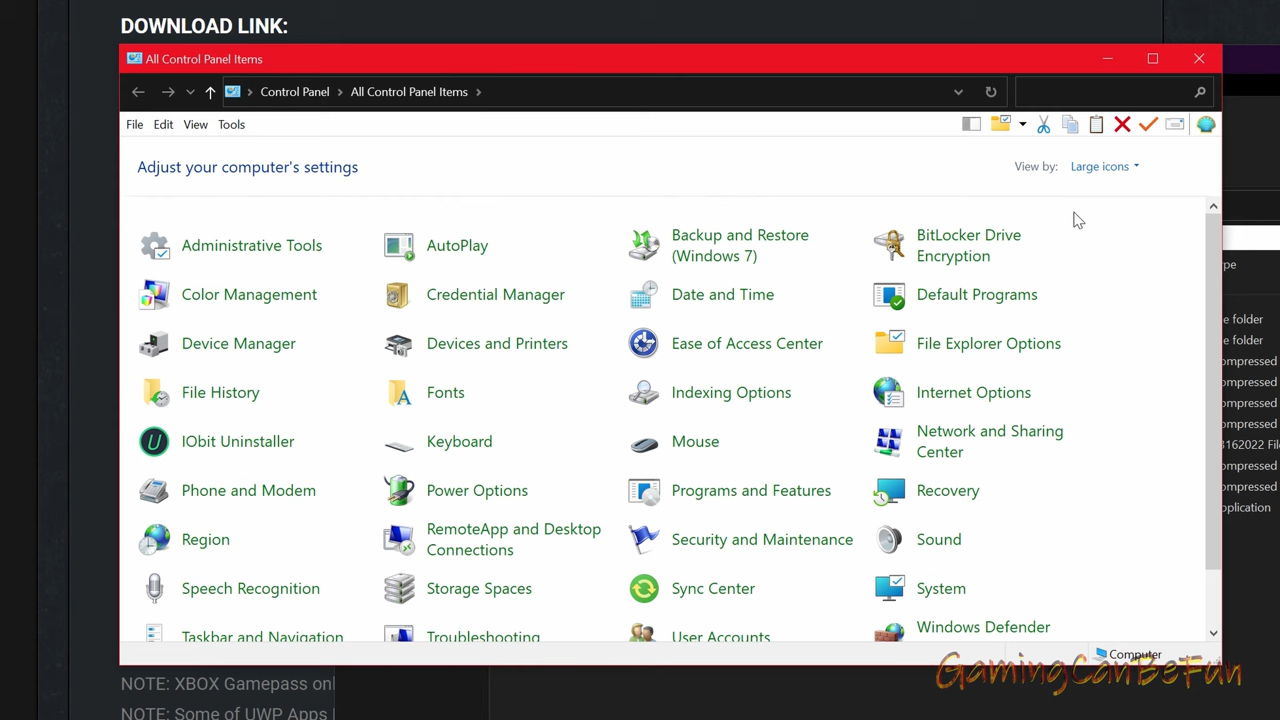 DOWNLOAD LINK:
All Control Panel Items
Control Panel > All Control Panel Items >
File Edit View Tools
Adjust your computer's settings
View by: Large icons
Administrative Tools
AutoPlay
Backup and Restore
(Windows 7)
BitLocker Drive
Encryption
Color Management
Credential Manager
Date and Time
Default Programs
Device Manager
Devices and Printers
Ease of Access Center
File Explorer Options
File History
Fonts
Indexing Options
Internet Options
IObit Uninstaller
Keyboard
Mouse
Network and Sharing
Center
Phone and Modem
Power Options
Programs and Features
Recovery
Region
RemoteApp and Desktop
Connections
Security and Maintenance
Sound
Speech Recognition
Storage Spaces
Sync Center
System
Taskbar and Navigation
Troubleshooting
User Accounts
Windows Defender
Computer
GamingCanBeFun
NOTE: XBOX Gamepass onl
NOTE: Some of UWP Apps
pe
e folder
e folder
ompressed
ompressed
ompressed
ompressed
3162022 Fil
ompressed
ompressed
pplication